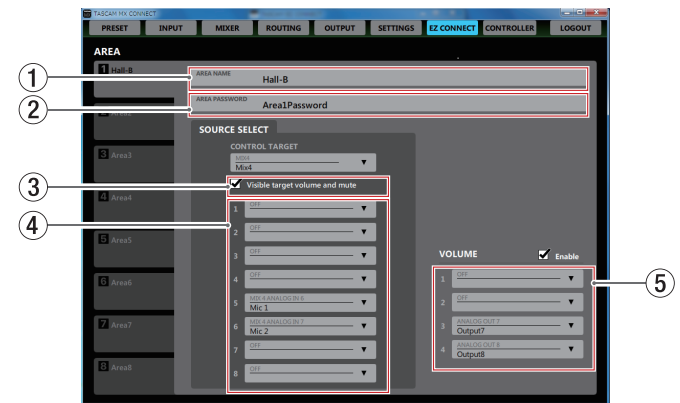 TASCAM MX CONNECT
PRESET INPUT MIXER ROUTING OUTPUT SETTINGS EZ CONNECT CONTROLLER LOGOUT
AREA
1 Hall-B
AREA NAME
Hall-B
1
AREA PASSWORD
Area1Password
2
2 Area2
SOURCE SELECT
CONTROL TARGET
3 Area3
MIX4
Mix4
Visible target volume and mute
3
4 Area4
1 OFF
4
2 OFF
5 Area5
3 OFF
VOLUME
Enable
6 Area6
4 OFF
1 OFF
5
5 MIX 4 ANALOG IN 6
Mic 1
2 OFF
7 Area7
6 MIX 4 ANALOG IN 7
Mic 2
3 ANALOG OUT 7
Output7
7 OFF
4 ANALOG OUT 8
Output8
8 Area8
8 OFF